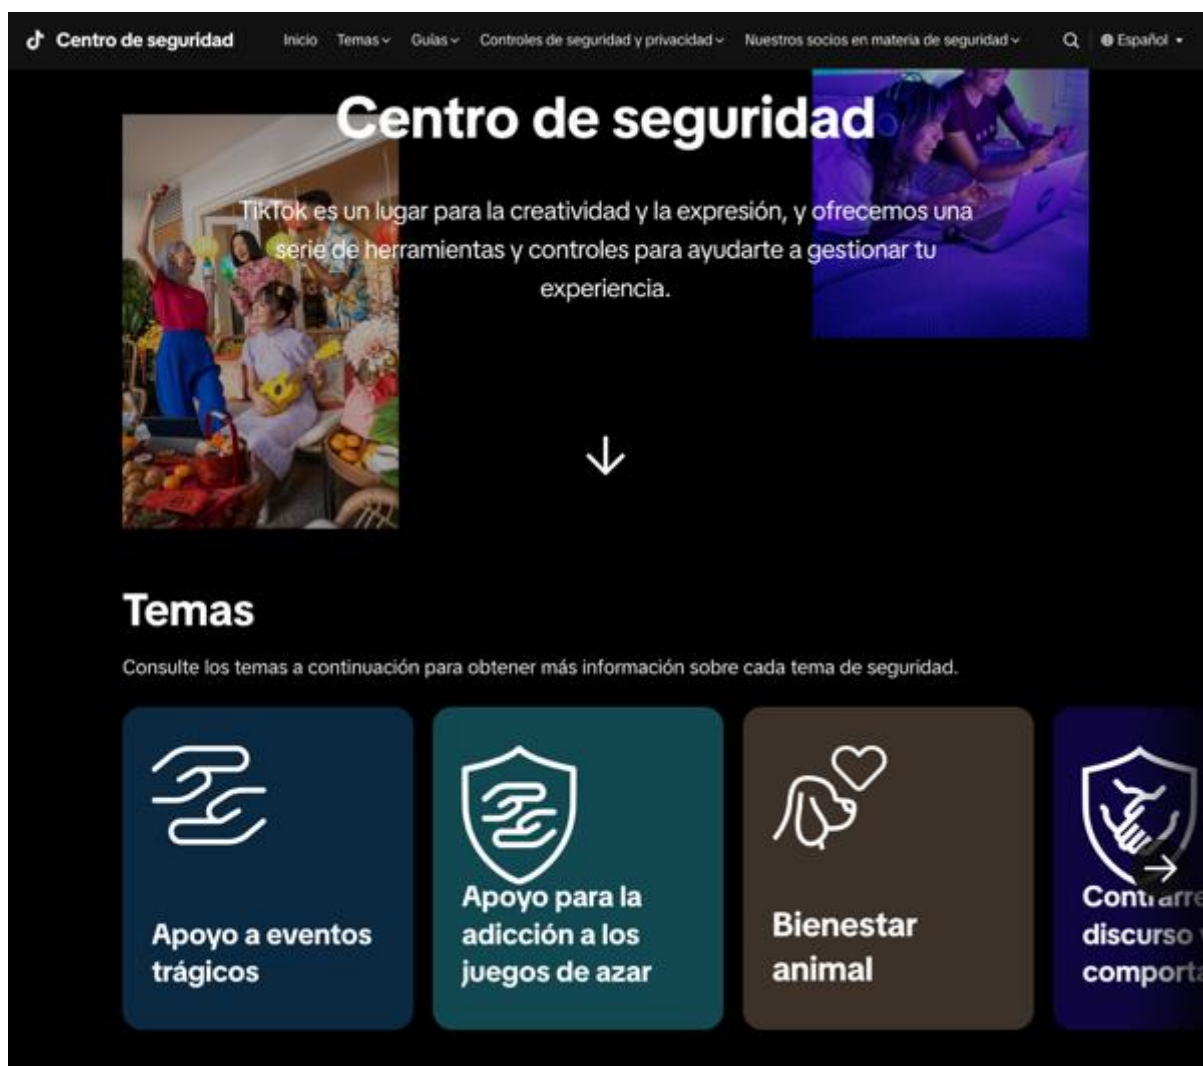 Centro de seguridad
Inicio
Temas
Guías
Controles de seguridad y privacidad
Nuestros socios en materia de seguridad
Español
Centro de seguridad
TikTok es un lugar para la creatividad y la expresión, y ofrecemos una
serie de herramientas y controles para ayudarte a gestionar tu
experiencia.
Temas
Consulte los temas a continuación para obtener más información sobre cada tema de seguridad.
Apoyo a eventos
trágicos
Apoyo para la
adicción a los
juegos de azar
Bienestar
animal
Contrarre
discurso
comporta